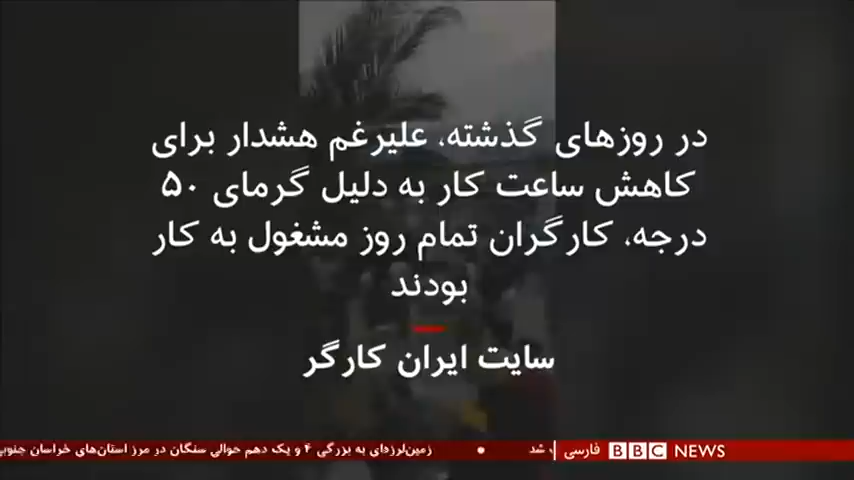 در روزهای گذشته، علیرغم هشدار برای
کاهش ساعت کار به دلیل گرمای ۵۰
درجه، کارگران تمام روز مشغول به کار
بودند
سایت ایران کارگر
BBC NEWS فارسی
شد • زمین‌لرزه‌ای به بزرگی ۴ و یک دهم حوالی سنگان در مرز استان‌های خراسان